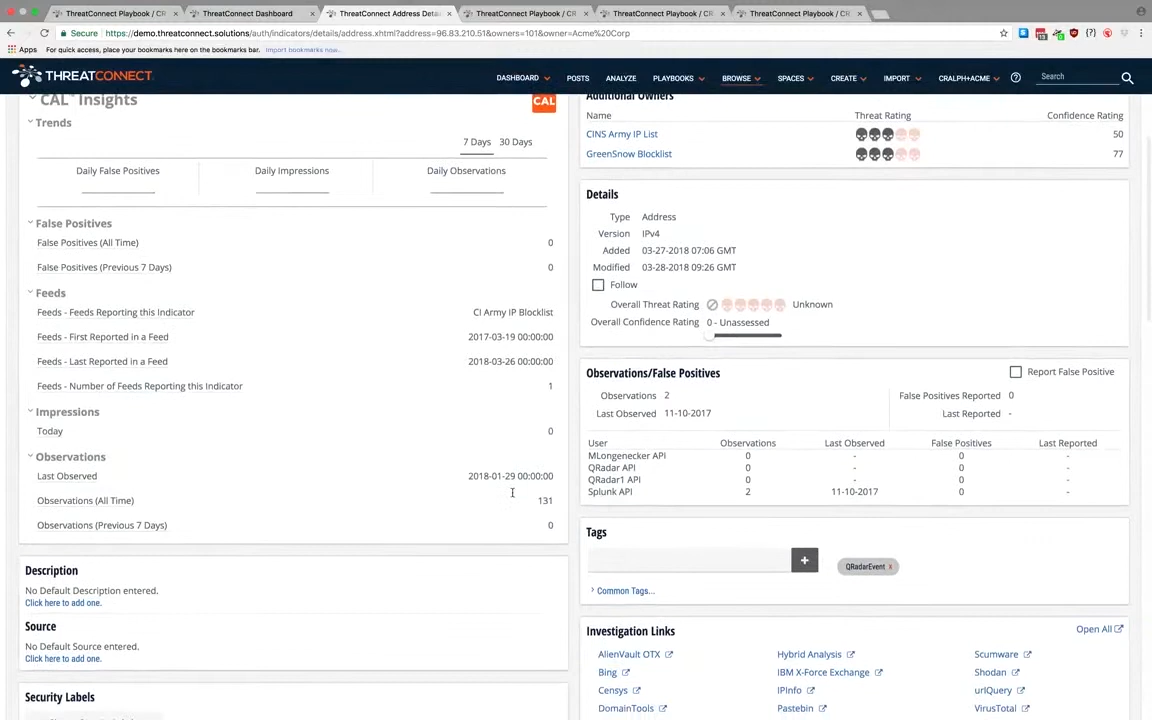 ThreatConnect Playbook / CR ×
ThreatConnect Dashboard ×
ThreatConnect Address Deta ×
ThreatConnect Playbook / CR ×
ThreatConnect Playbook / CR ×
ThreatConnect Playbook / CR ×
Secure https://demo.threatconnect.solutions/auth/indicators/details/address.xhtml?address=96.83.210.51&owners=101&owner=Acme%20Corp
Apps For quick access, place your bookmarks here on the bookmarks bar. Import bookmarks now...
THREATCONNECT
DASHBOARD POSTS ANALYZE PLAYBOOKS BROWSE SPACES CREATE IMPORT CRALPH+ACME Search
CAL™ Insights
CAL
Trends
7 Days 30 Days
Daily False Positives Daily Impressions Daily Observations
False Positives
False Positives (All Time) 0
False Positives (Previous 7 Days) 0
Feeds
Feeds - Feeds Reporting this Indicator CI Army IP Blocklist
Feeds - First Reported in a Feed 2017-03-19 00:00:00
Feeds - Last Reported in a Feed 2018-03-26 00:00:00
Feeds - Number of Feeds Reporting this Indicator 1
Impressions
Today 0
Observations
Last Observed 2018-01-29 00:00:00
Observations (All Time) 131
Observations (Previous 7 Days) 0
Description
No Default Description entered.
Click here to add one.
Source
No Default Source entered.
Click here to add one.
Security Labels
Additional Owners
Name Threat Rating Confidence Rating
CINS Army IP List 50
GreenSnow Blocklist 77
Details
Type Address
Version IPv4
Added 03-27-2018 07:06 GMT
Modified 03-28-2018 09:26 GMT
Follow
Overall Threat Rating Unknown
Overall Confidence Rating 0 - Unassessed
Observations/False Positives Report False Positive
Observations 2 False Positives Reported 0
Last Observed 11-10-2017 Last Reported -
User Observations Last Observed False Positives Last Reported
MLongenecker API 0 - 0 -
QRadar API 0 - 0 -
QRadar1 API 0 - 0 -
Splunk API 2 11-10-2017 0 -
Tags
+ QRadarEvent x
Common Tags...
Investigation Links Open All
AlienVault OTX Hybrid Analysis Scumware
Bing IBM X-Force Exchange Shodan
Censys IPInfo urlQuery
DomainTools Pastebin VirusTotal